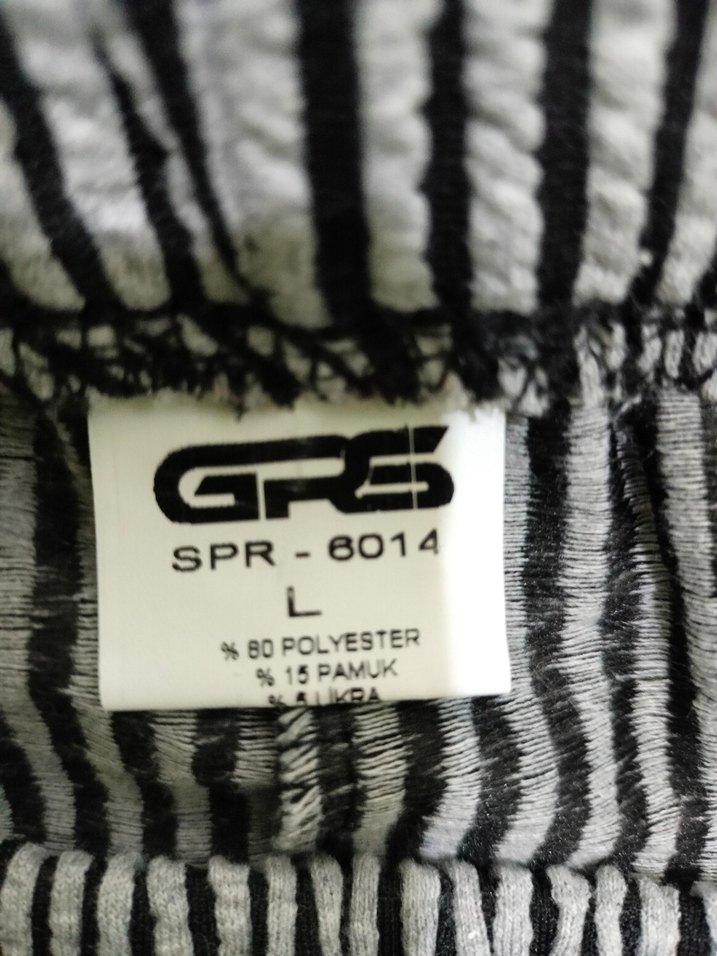 GPS
SPR - 6014
L
% 80 POLYESTER
% 15 PAMUK
% 5 LİKRA